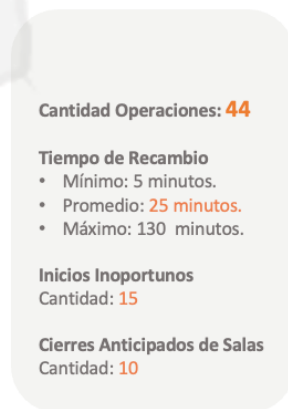 Cantidad Operaciones: 44
Tiempo de Recambio
• Mínimo: 5 minutos.
• Promedio: 25 minutos.
• Máximo: 130 minutos.
Inicios Inoportunos
Cantidad: 15
Cierres Anticipados de Salas
Cantidad: 10